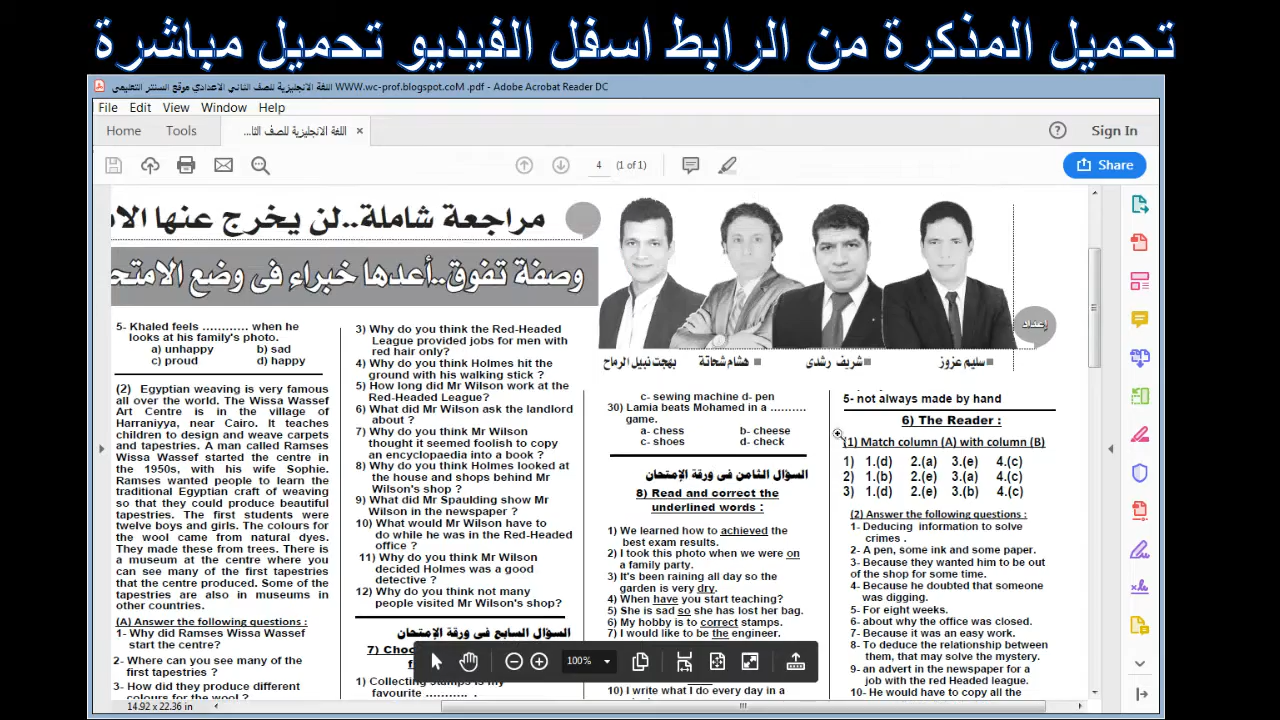 تحميل المذكرة من الرابط اسفل الفيديو تحميل مباشرة
اللغة الانجليزية للصف الثاني الاعدادي موقع السنتر التعليمى WWW.wc-prof.blogspot.coM .pdf - Adobe Acrobat Reader DC
File Edit View Window Help
Home Tools اللغة الانجليزية للصف الثا... × ? Sign In
4 (1 of 1) Share
مراجعة شاملة..لن يخرج عنها الا
وصفة تفوق..أعدها خبراء فى وضع الامتح
إعداد
سليم عزوز
شريف رشدى
هشام شحاتة
بهجت نبيل الرماح
5- Khaled feels ………… when he
looks at his family's photo.
a) unhappy b) sad
c) proud d) happy
(2) Egyptian weaving is very famous
all over the world. The Wissa Wassef
Art Centre is in the village of
Harraniyya, near Cairo. It teaches
children to design and weave carpets
and tapestries. A man called Ramses
Wissa Wassef started the centre in
the 1950s, with his wife Sophie.
Ramses wanted people to learn the
traditional Egyptian craft of weaving
so that they could produce beautiful
tapestries. The first students were
twelve boys and girls. The colours for
the wool came from natural dyes.
They made these from trees. There is
a museum at the centre where you
can see many of the first tapestries
that the centre produced. Some of the
tapestries are also in museums in
other countries.
(A) Answer the following questions :
1- Why did Ramses Wissa Wassef
start the centre?
2- Where can you see many of the
first tapestries ?
3- How did they produce different
colours for the wool ?
3) Why do you think the Red-Headed
League provided jobs for men with
red hair only?
4) Why do you think Holmes hit the
ground with his walking stick ?
5) How long did Mr Wilson work at the
Red-Headed League?
6) What did Mr Wilson ask the landlord
about ?
7) Why do you think Mr Wilson
thought it seemed foolish to copy
an encyclopaedia into a book ?
8) Why do you think Holmes looked at
the house and shops behind Mr
Wilson's shop ?
9) What did Mr Spaulding show Mr
Wilson in the newspaper ?
10) What would Mr Wilson have to
do while he was in the Red-Headed
office ?
11) Why do you think Mr Wilson
decided Holmes was a good
detective ?
12) Why do you think not many
people visited Mr Wilson's shop?
السؤال السابع فى ورقة الإمتحان
7) Choo
1) Collecting stamps is my
favourite ………. .
c- sewing machine d- pen
30) Lamia beats Mohamed in a ……….
game.
a- chess b- cheese
c- shoes d- check
السؤال الثامن فى ورقة الإمتحان
8) Read and correct the
underlined words :
1) We learned how to achieved the
best exam results.
2) I took this photo when we were on
a family party.
3) It's been raining all day so the
garden is very dry.
4) When have you start teaching?
5) She is sad so she has lost her bag.
6) My hobby is to correct stamps.
7) I would like to be the engineer.
10) I write what I do every day in a
5- not always made by hand
6) The Reader :
(1) Match column (A) with column (B)
1) 1.(d) 2.(a) 3.(e) 4.(c)
2) 1.(b) 2.(e) 3.(a) 4.(c)
3) 1.(d) 2.(e) 3.(b) 4.(c)
(2) Answer the following questions :
1- Deducing information to solve
crimes .
2- A pen, some ink and some paper.
3- Because they wanted him to be out
of the shop for some time.
4- Because he doubted that someone
was digging.
5- For eight weeks.
6- about why the office was closed.
7- Because it was an easy work.
8- To deduce the relationship between
them, that may solve the mystery.
9- an advert in the newspaper for a
job with the red Headed league.
10- He would have to copy all the
100%
14.92 x 22.36 in